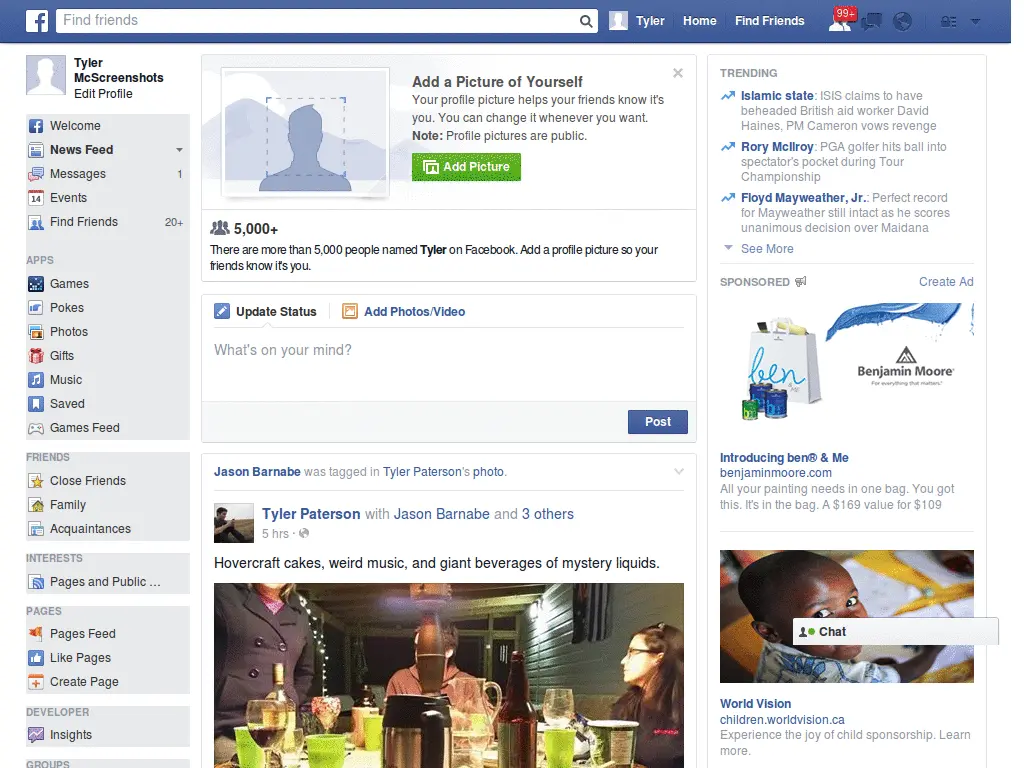 f
Find friends
Tyler
Home
Find Friends
99+
Tyler
McScreenshots
Edit Profile
Welcome
News Feed
Messages
1
14
Events
Find Friends
20+
APPS
Games
Pokes
Photos
Gifts
Music
Saved
Games Feed
FRIENDS
Close Friends
Family
Acquaintances
INTERESTS
Pages and Public ...
PAGES
Pages Feed
Like Pages
Create Page
DEVELOPER
Insights
GROUPS
Add a Picture of Yourself
Your profile picture helps your friends know it's
you. You can change it whenever you want.
Note: Profile pictures are public.
Add Picture
5,000+
There are more than 5,000 people named Tyler on Facebook. Add a profile picture so your
friends know it's you.
Update Status
Add Photos/Video
What's on your mind?
Post
Jason Barnabe was tagged in Tyler Paterson's photo.
Tyler Paterson with Jason Barnabe and 3 others
5 hrs ·
Hovercraft cakes, weird music, and giant beverages of mystery liquids.
TRENDING
Islamic state: ISIS claims to have
beheaded British aid worker David
Haines, PM Cameron vows revenge
Rory McIlroy: PGA golfer hits ball into
spectator's pocket during Tour
Championship
Floyd Mayweather, Jr.: Perfect record
for Mayweather still intact as he scores
unanimous decision over Maidana
See More
SPONSORED
Create Ad
ben
Benjamin Moore®
For everything that matters.®
Introducing ben® & Me
benjaminmoore.com
All your painting needs in one bag. You got
this. It's in the bag. A $169 value for $109
Chat
World Vision
children.worldvision.ca
Experience the joy of child sponsorship. Learn
more.